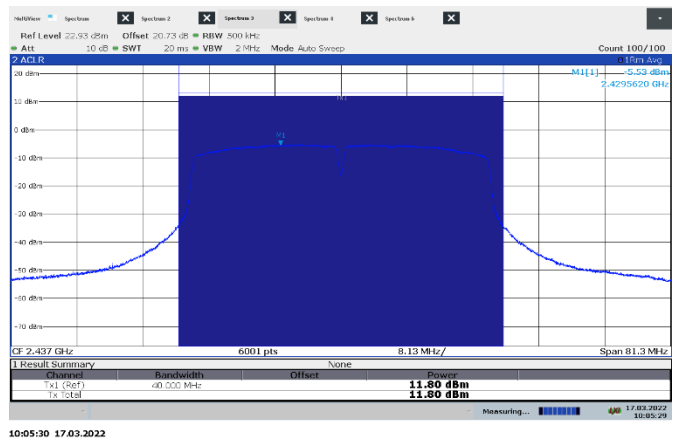 MultiView Spectrum Spectrum 2 Spectrum 3 Spectrum 4 Spectrum 5
Ref Level 22.93 dBm Offset 20.73 dB RBW 500 kHz
Att 10 dB SWT 20 ms VBW 2 MHz Mode Auto Sweep Count 100/100
2 ACLR 1Rm Avg
20 dBm M1[1] -5.53 dBm
2.4295620 GHz
10 dBm
0 dBm
M1
-10 dBm
-20 dBm
-30 dBm
-40 dBm
-50 dBm
-60 dBm
-70 dBm
CF 2.437 GHz 6001 pts 8.13 MHz/ Span 81.3 MHz
1 Result Summary None
Channel Bandwidth Offset Power
Tx1 (Ref) 40.000 MHz 11.80 dBm
Tx Total 11.80 dBm
Measuring... 17.03.2022
10:05:29
10:05:30 17.03.2022